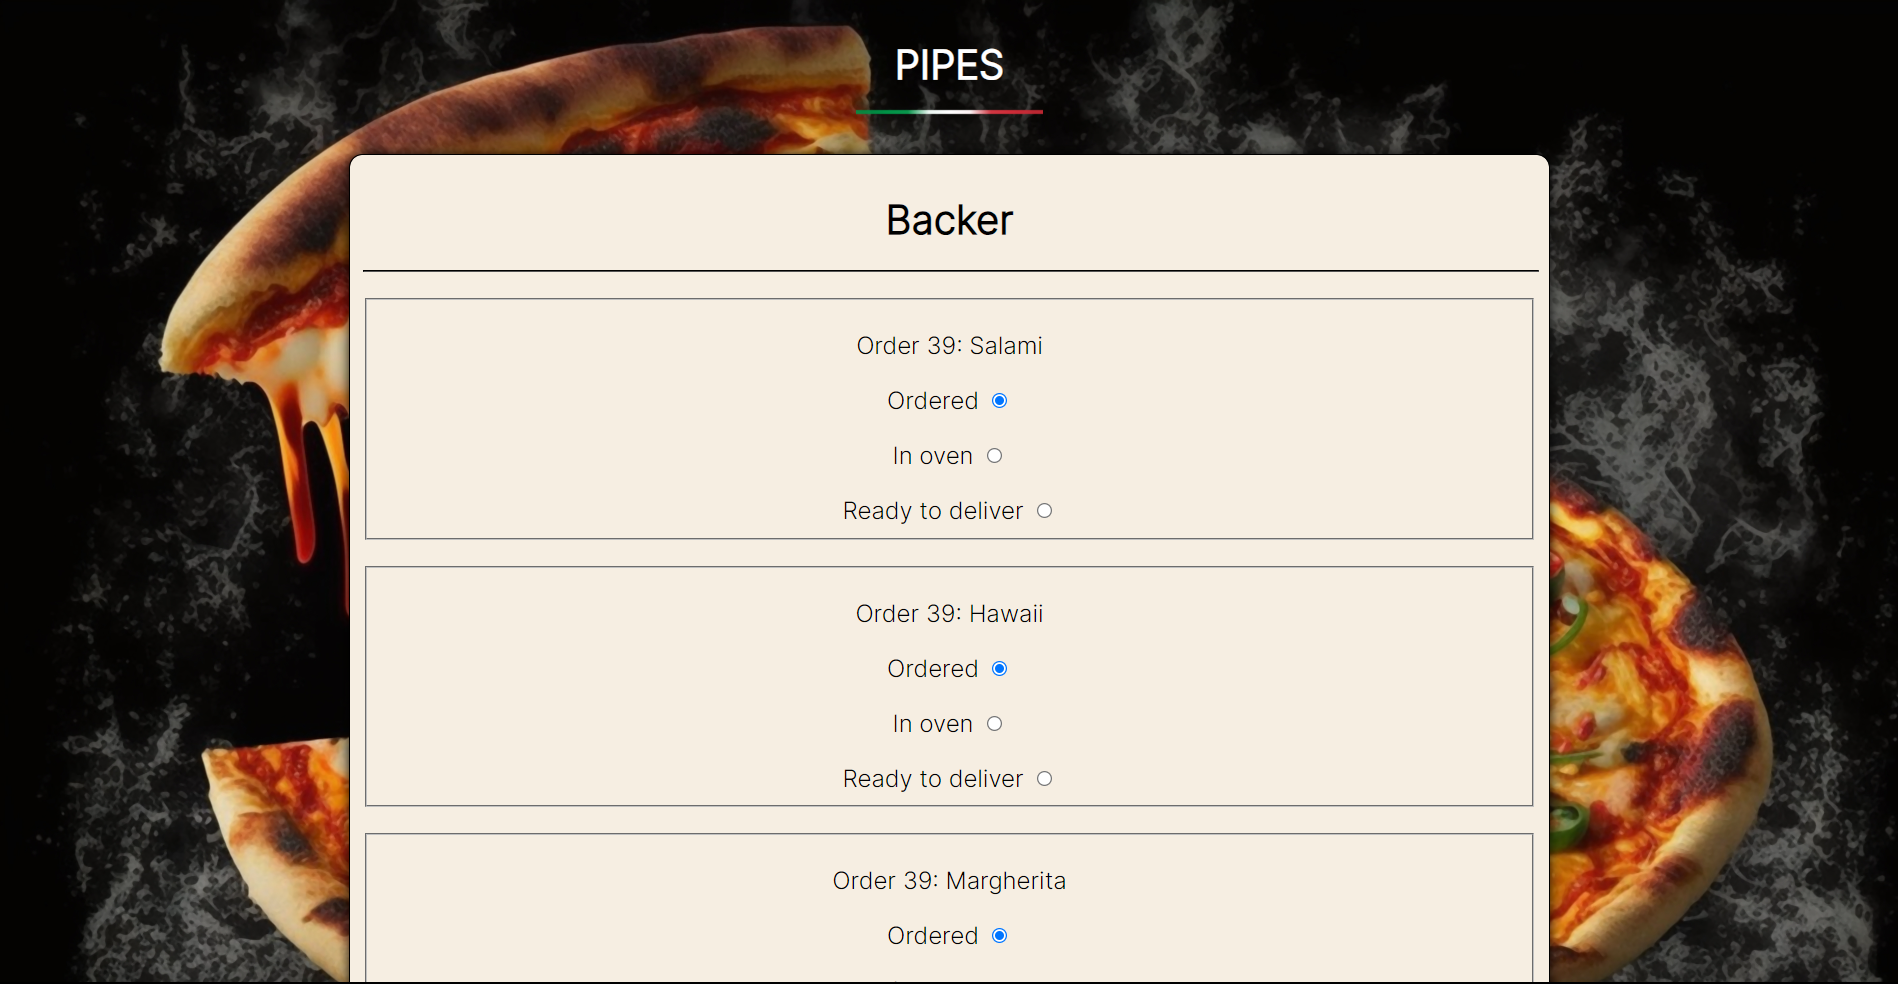 PIPES
Backer
Order 39: Salami
Ordered
In oven
Ready to deliver
Order 39: Hawaii
Ordered
In oven
Ready to deliver
Order 39: Margherita
Ordered